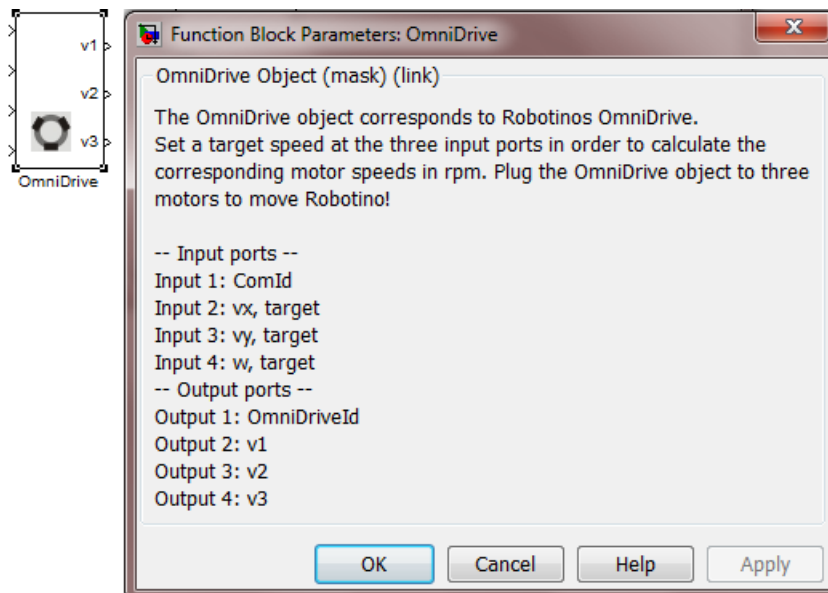 v1
v2
v3
OmniDrive
Function Block Parameters: OmniDrive
OmniDrive Object (mask) (link)
The OmniDrive object corresponds to Robotinos OmniDrive.
Set a target speed at the three input ports in order to calculate the
corresponding motor speeds in rpm. Plug the OmniDrive object to three
motors to move Robotino!
-- Input ports --
Input 1: ComId
Input 2: vx, target
Input 3: vy, target
Input 4: w, target
-- Output ports --
Output 1: OmniDriveId
Output 2: v1
Output 3: v2
Output 4: v3
OK Cancel Help Apply